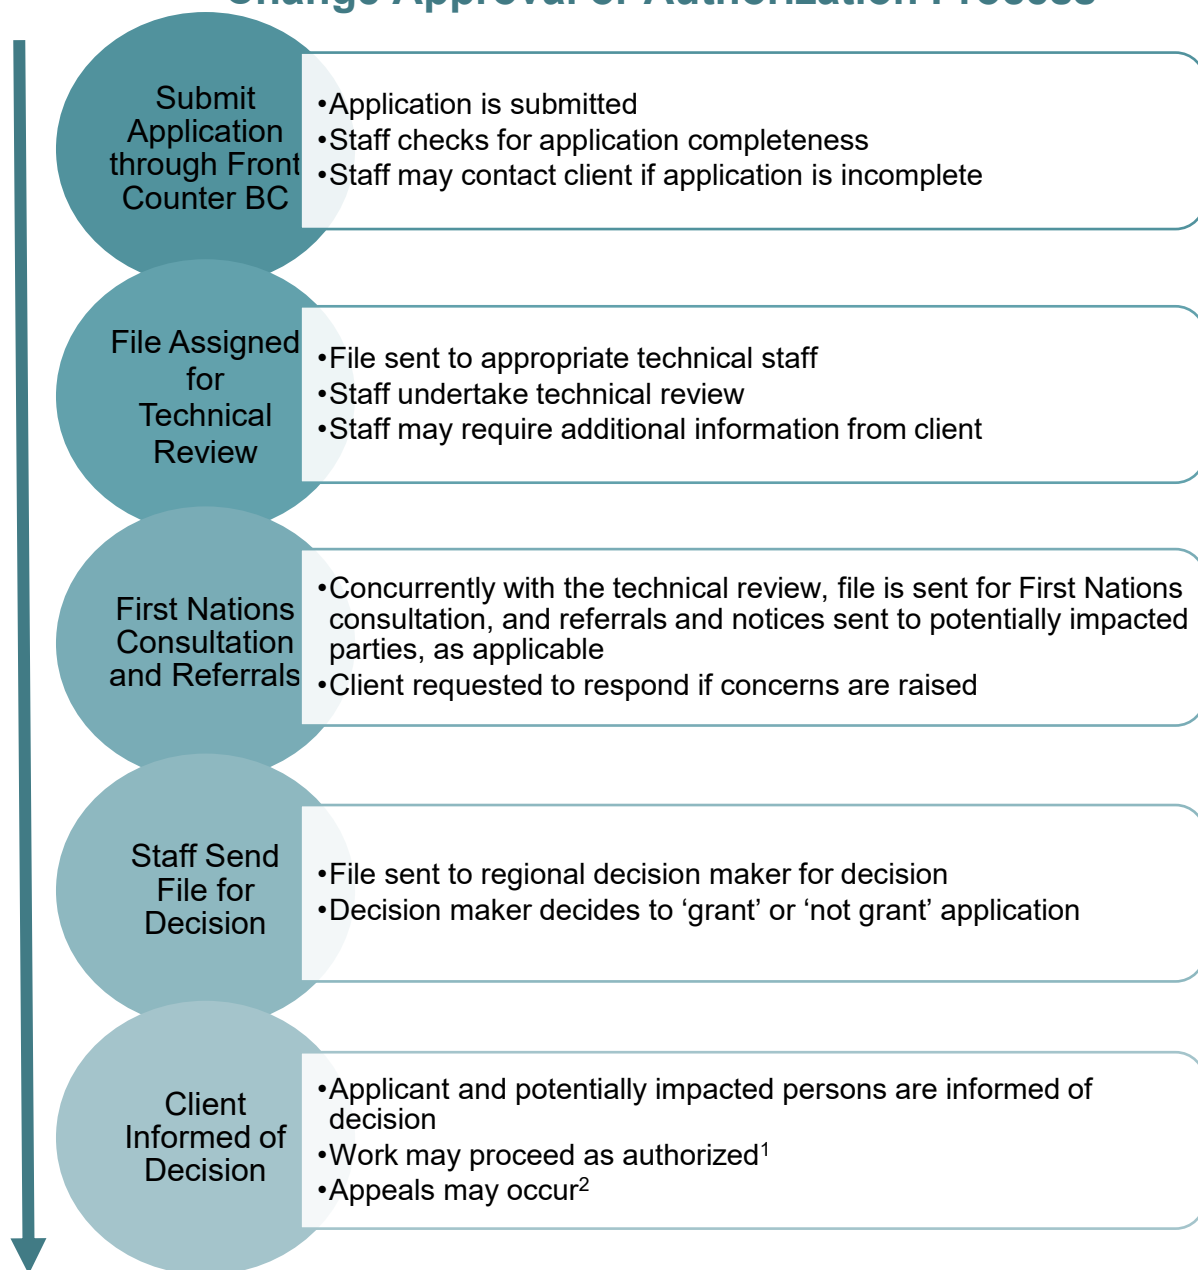 Change Approval or Authorization Process
Submit
Application
through Front
Counter BC
•Application is submitted
•Staff checks for application completeness
•Staff may contact client if application is incomplete
File Assigned
for
Technical
Review
•File sent to appropriate technical staff
•Staff undertake technical review
•Staff may require additional information from client
First Nations
Consultation
and Referrals
•Concurrently with the technical review, file is sent for First Nations
consultation, and referrals and notices sent to potentially impacted
parties, as applicable
•Client requested to respond if concerns are raised
Staff Send
File for
Decision
•File sent to regional decision maker for decision
•Decision maker decides to ‘grant’ or ‘not grant’ application
Client
Informed of
Decision
•Applicant and potentially impacted persons are informed of
decision
•Work may proceed as authorized¹
•Appeals may occur²